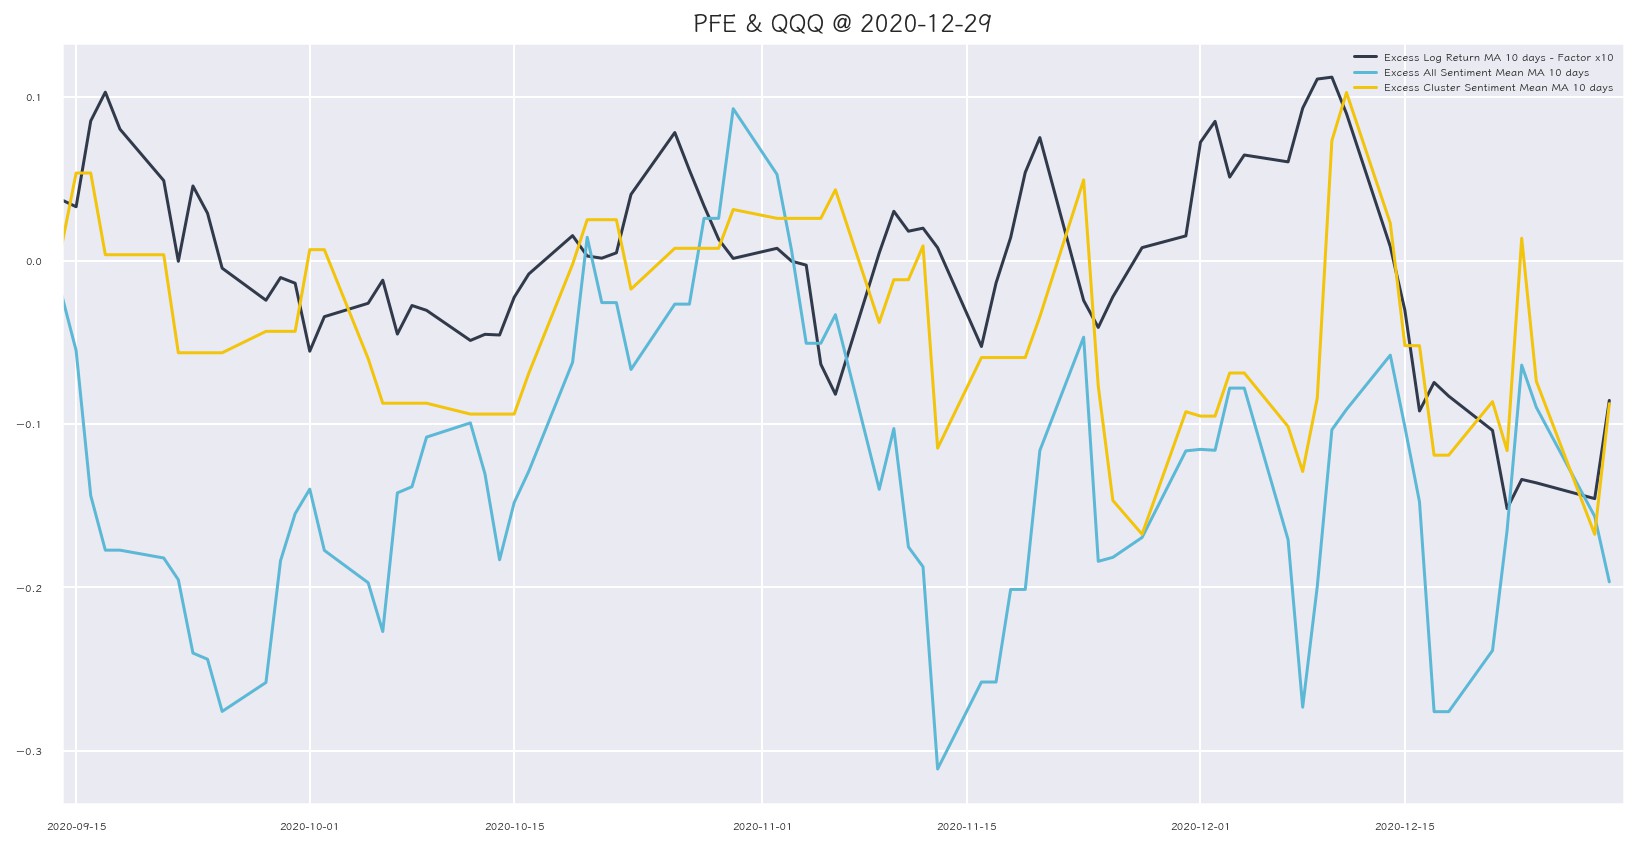 PFE & QQQ @ 2020-12-29
Excess Log Return MA 10 days - Factor x10
Excess All Sentiment Mean MA 10 days
Excess Cluster Sentiment Mean MA 10 days
0.1
0.0
−0.1
−0.2
−0.3
2020-09-15 2020-10-01 2020-10-15 2020-11-01 2020-11-15 2020-12-01 2020-12-15